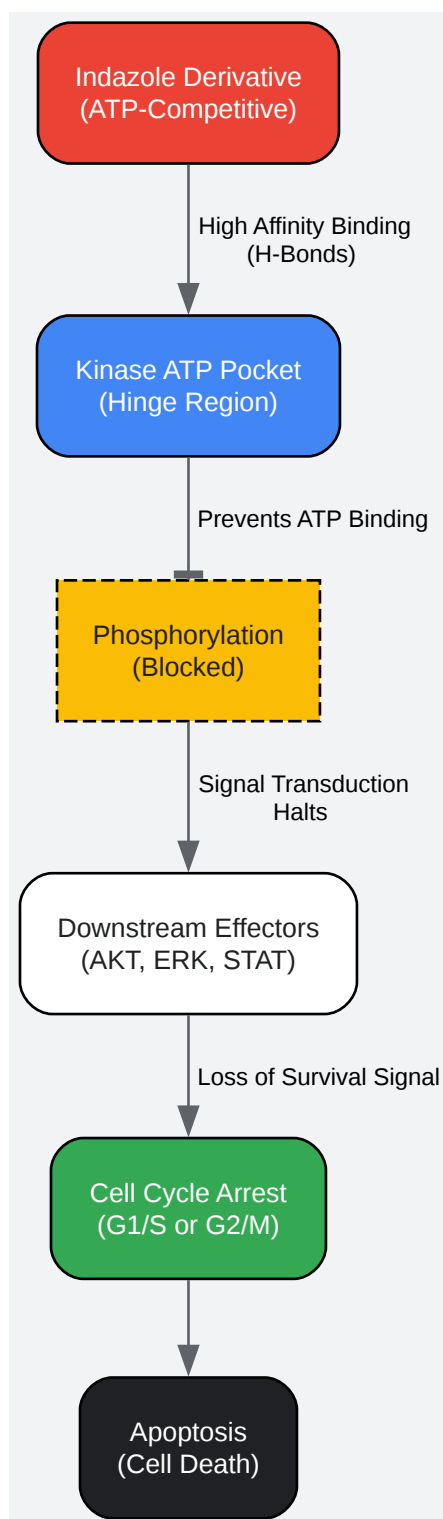 Indazole Derivative
(ATP-Competitive)
High Affinity Binding
(H-Bonds)
Kinase ATP Pocket
(Hinge Region)
Prevents ATP Binding
Phosphorylation
(Blocked)
Signal Transduction
Halts
Downstream Effectors
(AKT, ERK, STAT)
Loss of Survival Signal
Cell Cycle Arrest
(G1/S or G2/M)
Apoptosis
(Cell Death)